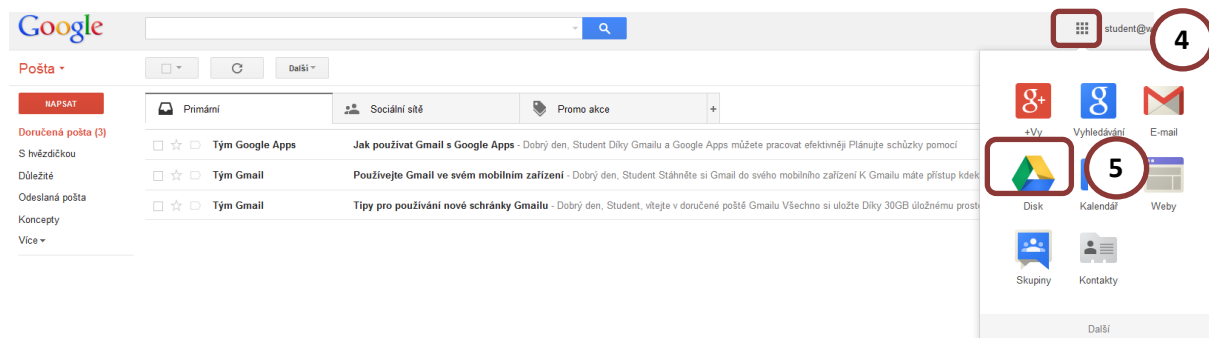 Google
student@w
4
Pošta
Další
NAPSAT
Primární
Sociální sítě
Promo akce
+
Doručená pošta (3)
S hvězdičkou
Důležité
Odeslaná pošta
Koncepty
Více
Tým Google Apps Jak používat Gmail s Google Apps - Dobrý den, Student Díky Gmailu a Google Apps můžete pracovat efektivněji Plánujte schůzky pomocí
Tým Gmail Používejte Gmail ve svém mobilním zařízení - Dobrý den, Student Stáhněte si Gmail do svého mobilního zařízení K Gmailu máte přístup kdek
Tým Gmail Tipy pro používání nové schránky Gmailu - Dobrý den, Student, vítejte v doručené poště Gmailu Všechno si uložte Díky 30GB úložnému prosto
g+
g
+Vy
Vyhledávání
E-mail
5
Disk
Kalendář
Weby
Skupiny
Kontakty
Další